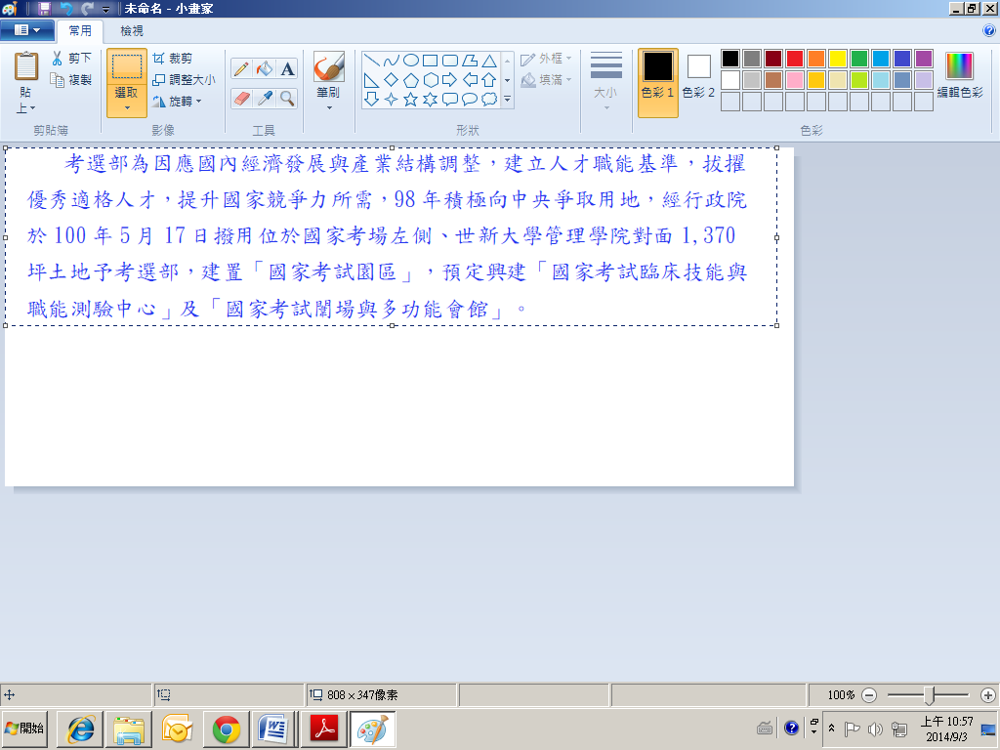 未命名 - 小畫家
常用
檢視
貼上
剪下
複製
剪貼簿
選取
裁剪
調整大小
旋轉
影像
A
工具
筆刷
外框
填滿
形狀
大小
色彩 1
色彩 2
編輯色彩
色彩
考選部為因應國內經濟發展與產業結構調整，建立人才職能基準，拔擢
優秀適格人才，提升國家競爭力所需，98 年積極向中央爭取用地，經行政院
於 100 年 5 月 17 日撥用位於國家考場左側、世新大學管理學院對面 1,370
坪土地予考選部，建置「國家考試園區」，預定興建「國家考試臨床技能與
職能測驗中心」及「國家考試闈場與多功能會館」。
808 × 347像素
100%
開始
上午 10:57
2014/9/3